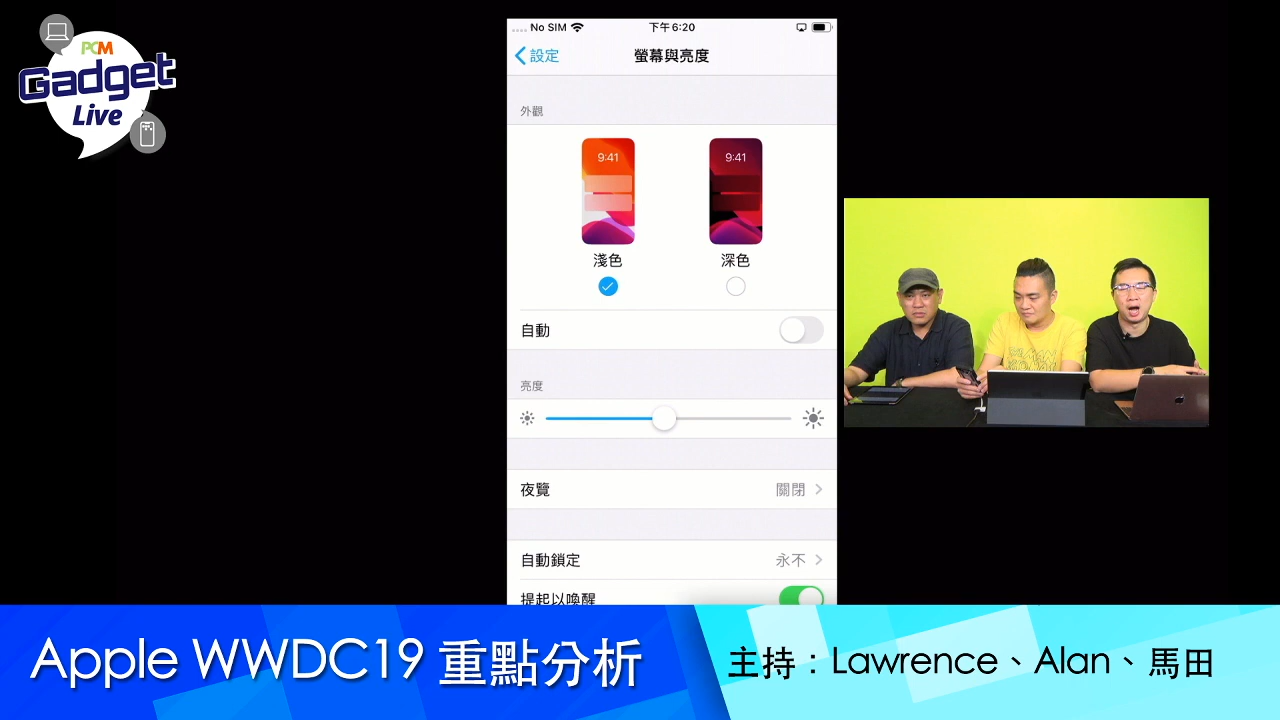 PCM
Gadget
Live
No SIM 下午6:20
設定 螢幕與亮度
外觀
9:41 9:41
淺色 深色
自動
亮度
夜覽 關閉
自動鎖定 永不
提起以喚醒
Apple WWDC19 重點分析
主持：Lawrence、Alan、馬田